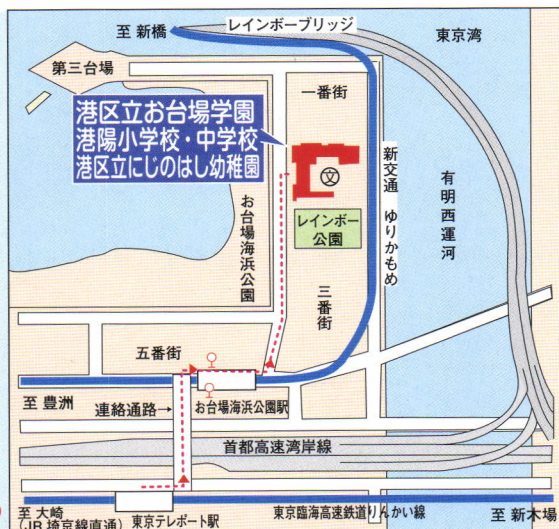 至 新橋
レインボーブリッジ
東京湾
第三台場
一番街
港区立お台場学園
港陽小学校・中学校
港区立にじのはし幼稚園
文
新交通 ゆりかもめ
有明西運河
お台場海浜公園
レインボー
公園
三番街
五番街
至 豊洲
連絡通路→
お台場海浜公園駅
首都高速湾岸線
至 大崎
(JR 埼京線直通)
東京テレポート駅
東京臨海高速鉄道りんかい線
至 新木場